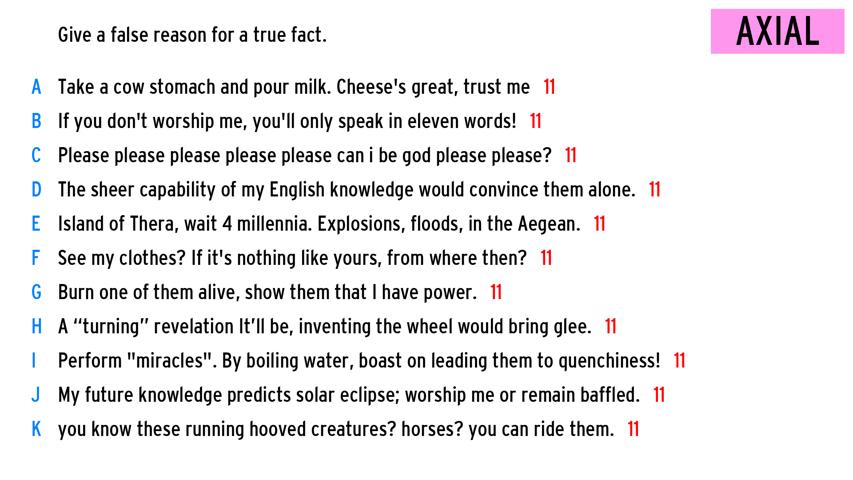 Give a false reason for a true fact.
AXIAL
A Take a cow stomach and pour milk. Cheese's great, trust me 11
B If you don't worship me, you'll only speak in eleven words! 11
C Please please please please please can i be god please please? 11
D The sheer capability of my English knowledge would convince them alone. 11
E Island of Thera, wait 4 millennia. Explosions, floods, in the Aegean. 11
F See my clothes? If it's nothing like yours, from where then? 11
G Burn one of them alive, show them that I have power. 11
H A “turning” revelation It’ll be, inventing the wheel would bring glee. 11
I Perform "miracles". By boiling water, boast on leading them to quenchiness! 11
J My future knowledge predicts solar eclipse; worship me or remain baffled. 11
K you know these running hooved creatures? horses? you can ride them. 11